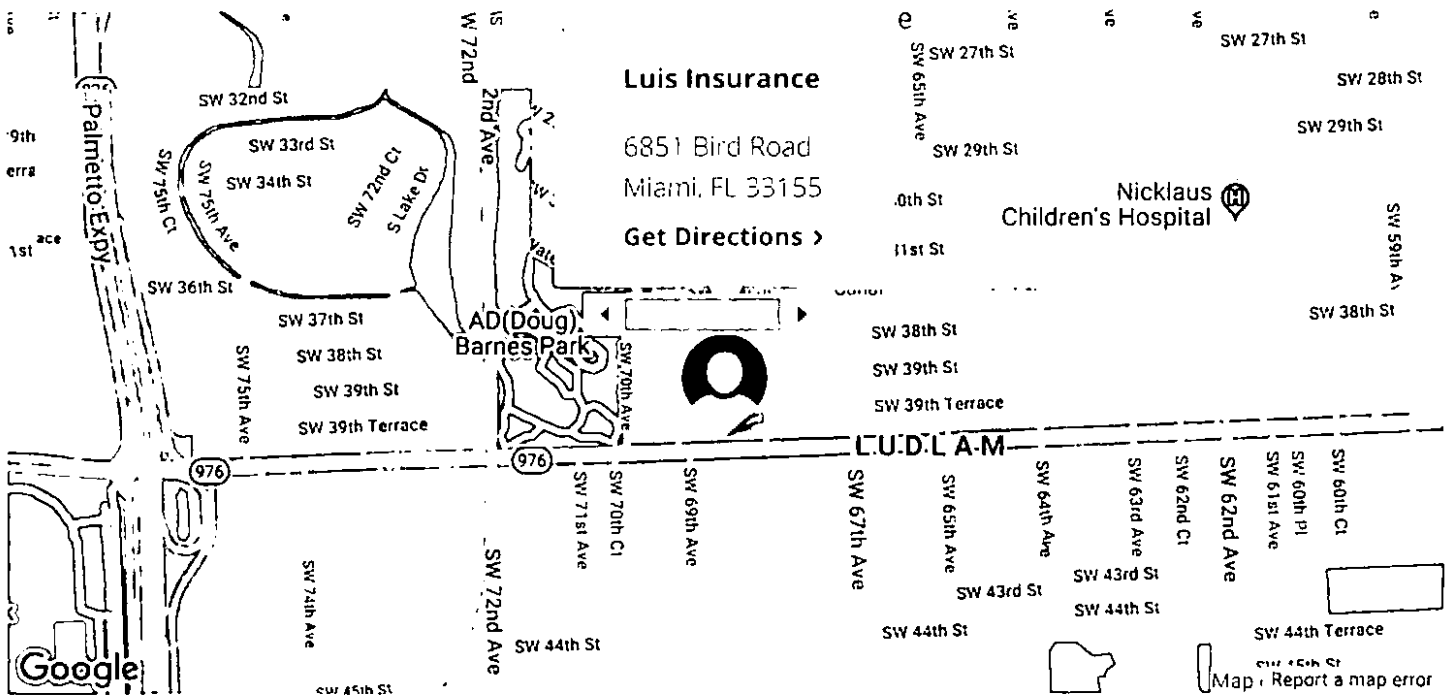 Luis Insurance
6851 Bird Road
Miami, FL 33155
Get Directions >
Palmetto Expy
SW 32nd St
SW 33rd St
SW 34th St
SW 75th Ct
SW 75th Ave
SW 72nd Ct
S Lake Dr
SW 36th St
SW 37th St
SW 38th St
SW 39th St
SW 39th Terrace
SW 75th Ave
W 72nd
2nd Ave
AD(Doug)
Barnes Park
SW 70th Ave
SW 65th Ave
SW 27th St
SW 29th St
SW 27th St
SW 28th St
SW 29th St
Nicklaus
Children's Hospital
SW 59th Av
SW 38th St
SW 38th St
SW 39th St
SW 39th Terrace
LUDLAM
976
976
SW 71st Ave
SW 70th Ct
SW 69th Ave
SW 67th Ave
SW 65th Ave
SW 64th Ave
SW 63rd Ave
SW 62nd Ct
SW 62nd Ave
SW 61st Ave
SW 60th Pl
SW 60th Ct
SW 74th Ave
SW 72nd Ave
SW 43rd St
SW 43rd St
SW 44th St
SW 44th St
SW 44th St
SW 44th Terrace
SW 45th St
Google
Map
Report a map error